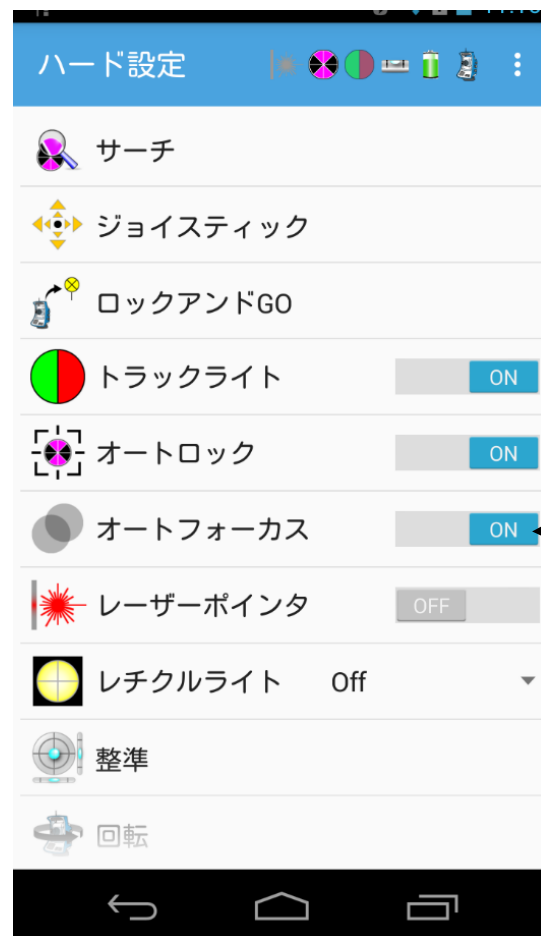 ハード設定
サーチ
ジョイスティック
ロックアンドGO
トラックライト ON
オートロック ON
オートフォーカス ON
レーザーポインタ OFF
レチクルライト Off
整準
回転